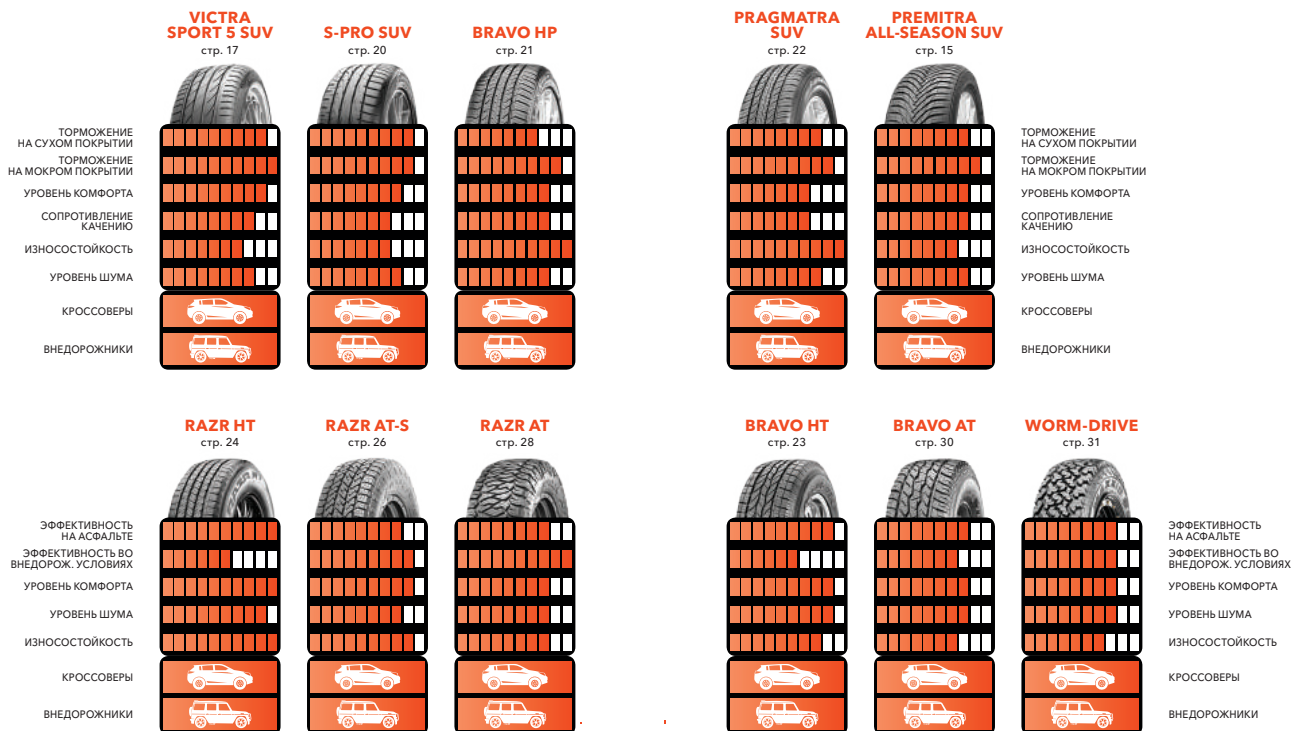 VICTRA
SPORT 5 SUV
стр. 17
S-PRO SUV
стр. 20
BRAVO HP
стр. 21
PRAGMATRA
SUV
стр. 22
PREMITRA
ALL-SEASON SUV
стр. 15
ТОРМОЖЕНИЕ
НА СУХОМ ПОКРЫТИИ
ТОРМОЖЕНИЕ
НА МОКРОМ ПОКРЫТИИ
УРОВЕНЬ КОМФОРТА
СОПРОТИВЛЕНИЕ
КАЧЕНИЮ
ИЗНОСОСТОЙКОСТЬ
УРОВЕНЬ ШУМА
КРОССОВЕРЫ
ВНЕДОРОЖНИКИ
ТОРМОЖЕНИЕ
НА СУХОМ ПОКРЫТИИ
ТОРМОЖЕНИЕ
НА МОКРОМ ПОКРЫТИИ
УРОВЕНЬ КОМФОРТА
СОПРОТИВЛЕНИЕ
КАЧЕНИЮ
ИЗНОСОСТОЙКОСТЬ
УРОВЕНЬ ШУМА
КРОССОВЕРЫ
ВНЕДОРОЖНИКИ
RAZR HT
стр. 24
RAZR AT-S
стр. 26
RAZR AT
стр. 28
BRAVO HT
стр. 23
BRAVO AT
стр. 30
WORM-DRIVE
стр. 31
ЭФФЕКТИВНОСТЬ
НА АСФАЛЬТЕ
ЭФФЕКТИВНОСТЬ ВО
ВНЕДОРОЖ. УСЛОВИЯХ
УРОВЕНЬ КОМФОРТА
УРОВЕНЬ ШУМА
ИЗНОСОСТОЙКОСТЬ
КРОССОВЕРЫ
ВНЕДОРОЖНИКИ
ЭФФЕКТИВНОСТЬ
НА АСФАЛЬТЕ
ЭФФЕКТИВНОСТЬ ВО
ВНЕДОРОЖ. УСЛОВИЯХ
УРОВЕНЬ КОМФОРТА
УРОВЕНЬ ШУМА
ИЗНОСОСТОЙКОСТЬ
КРОССОВЕРЫ
ВНЕДОРОЖНИКИ